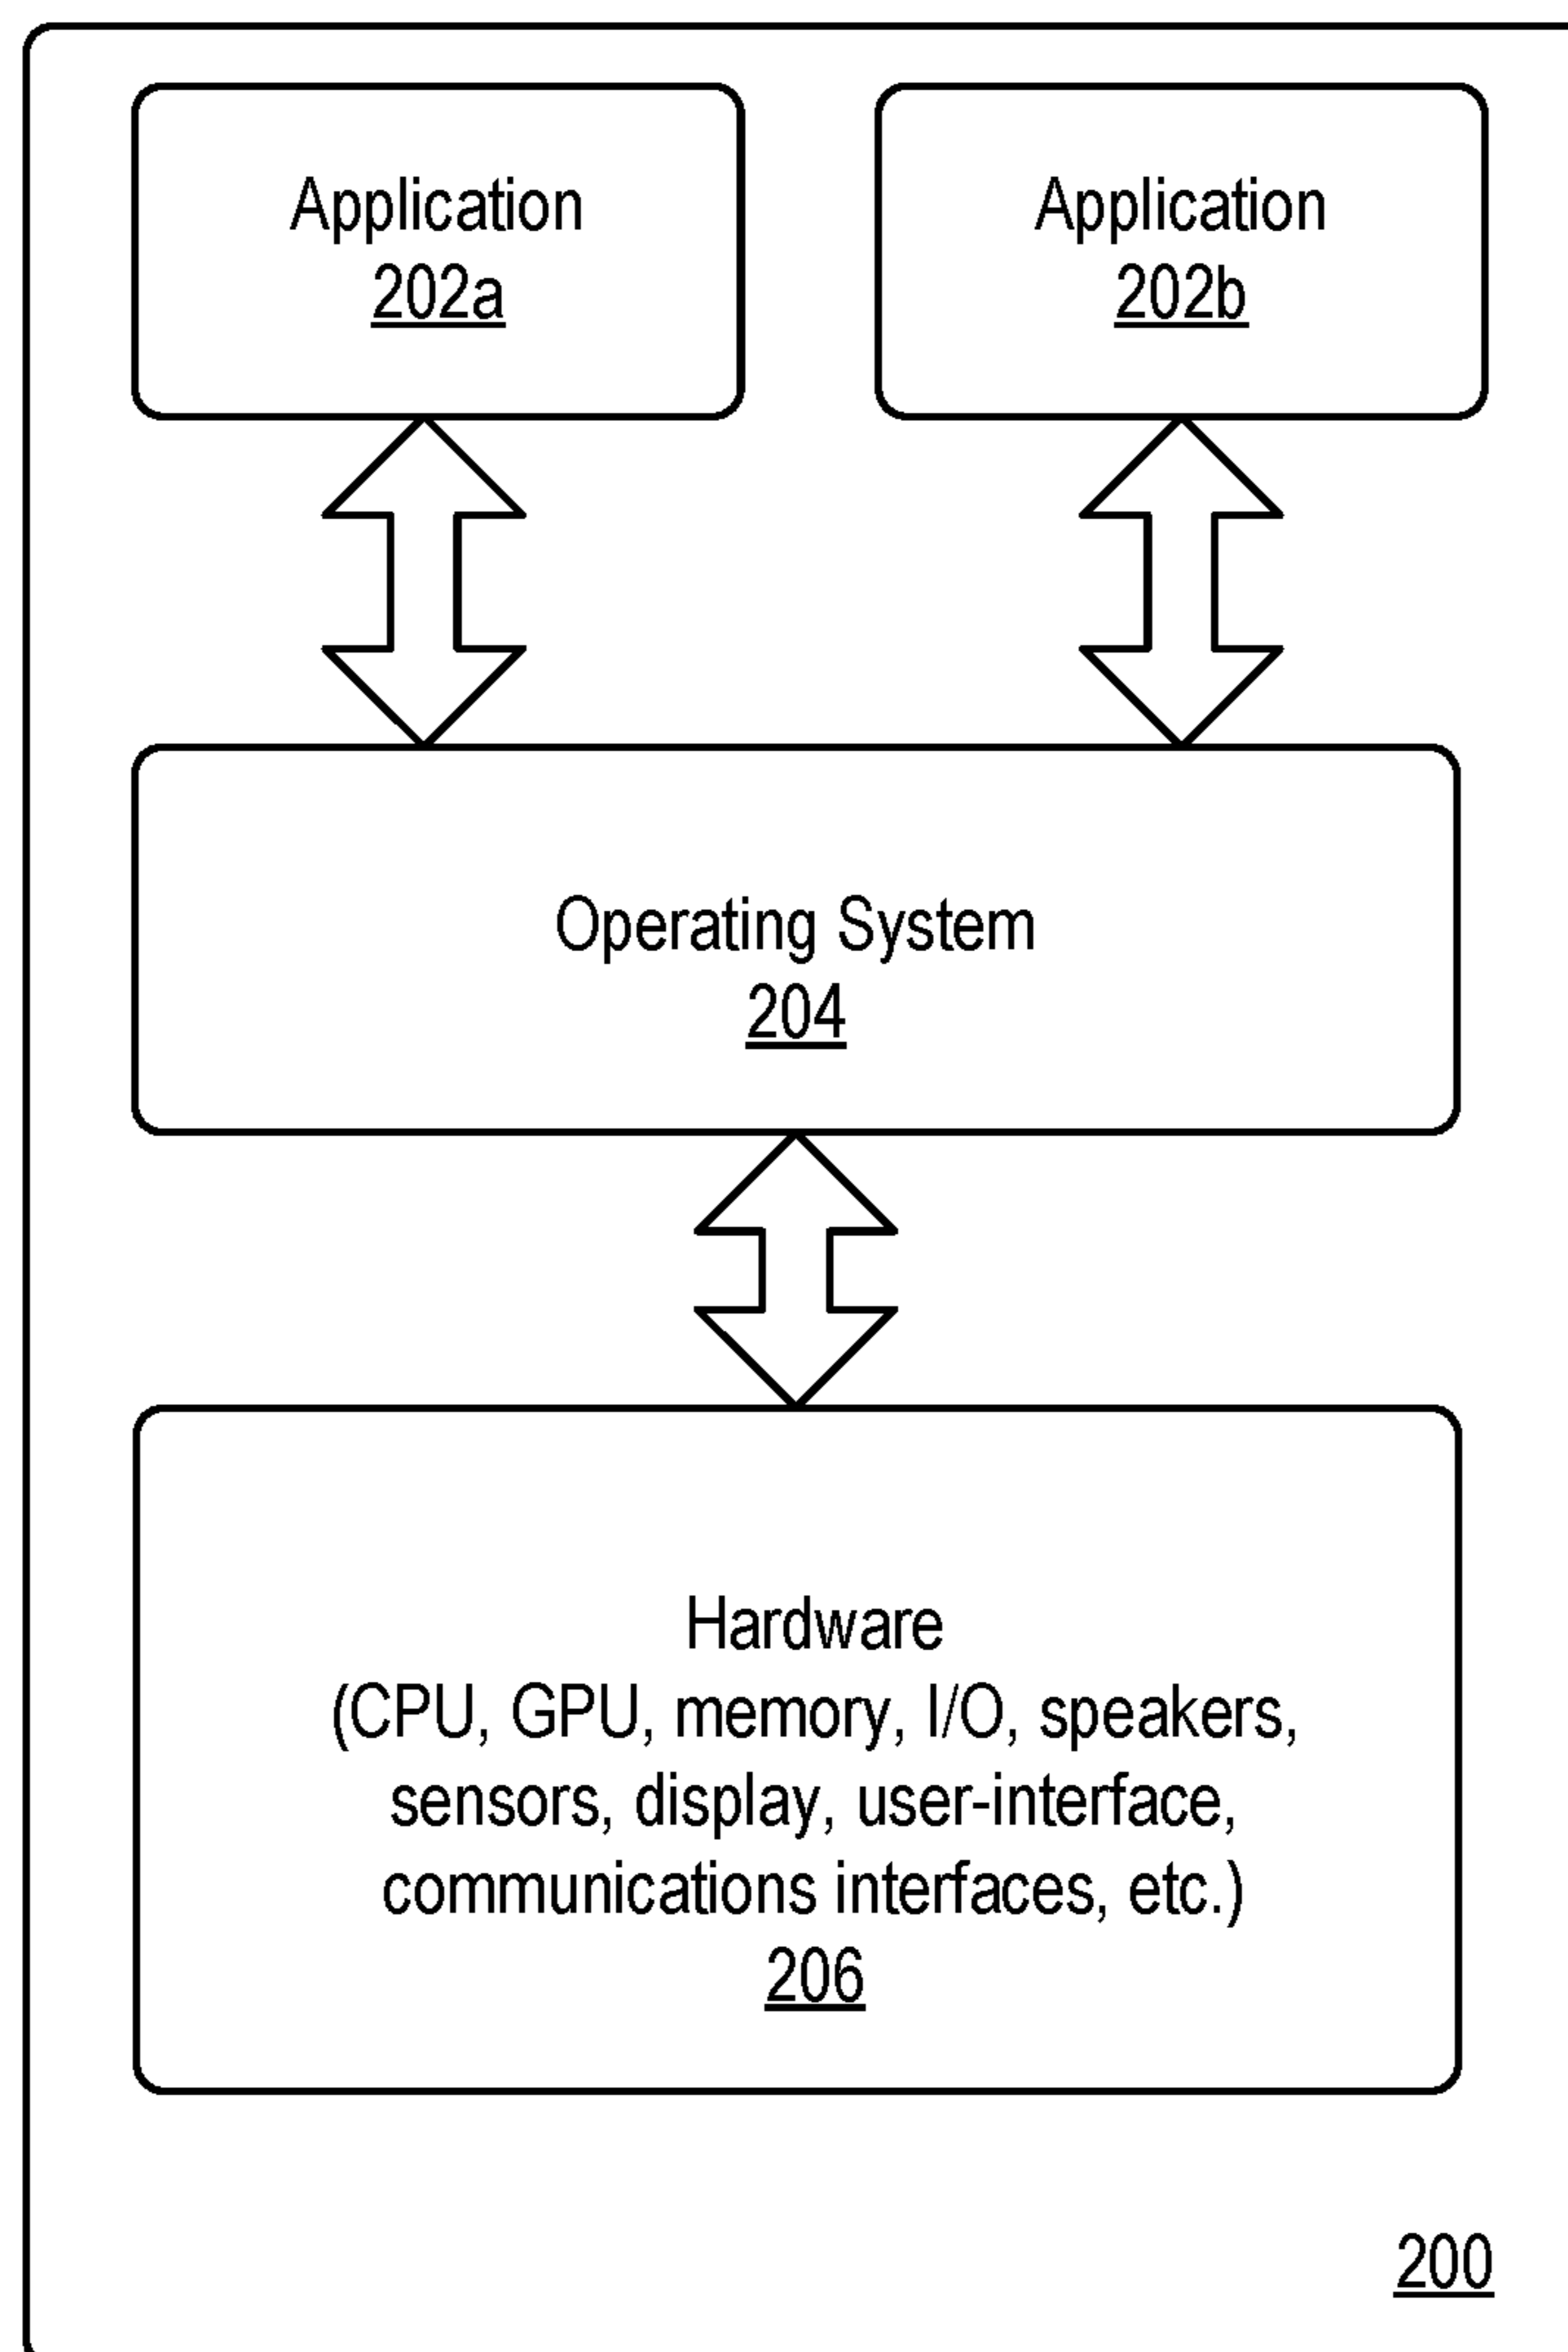 Application
202a
Application
202b
Operating System
204
Hardware
(CPU, GPU, memory, I/O, speakers,
sensors, display, user-interface,
communications interfaces, etc.)
206
200